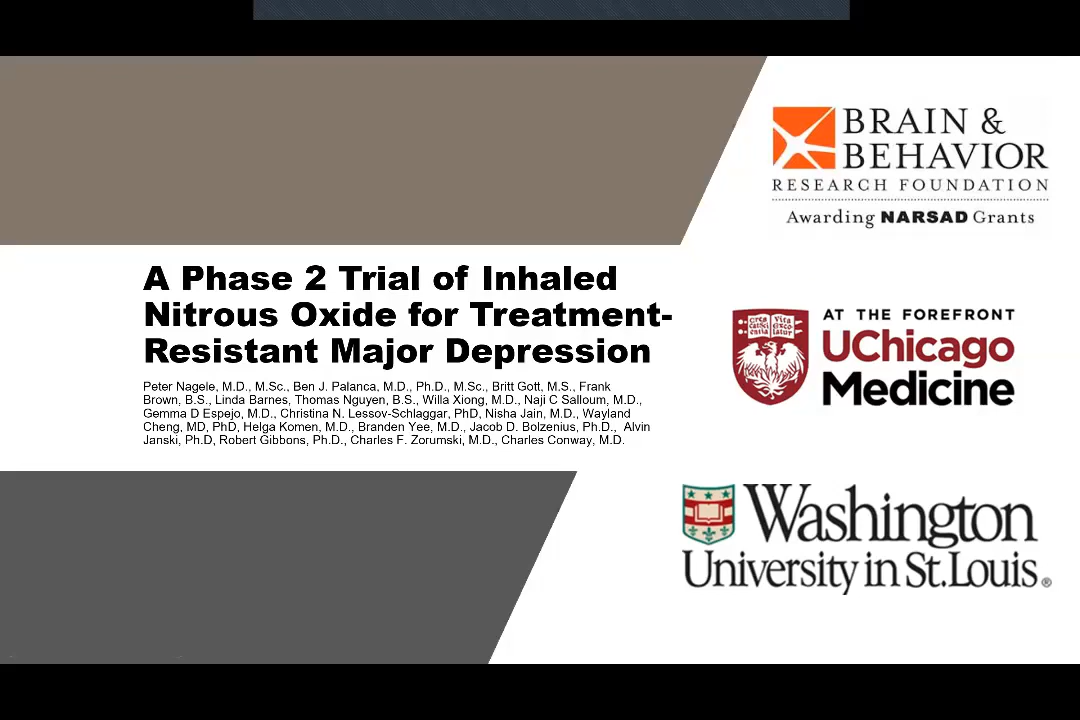 A Phase 2 Trial of Inhaled
Nitrous Oxide for Treatment-
Resistant Major Depression
Peter Nagele, M.D., M.Sc., Ben J. Palanca, M.D., Ph.D., M.Sc., Britt Gott, M.S., Frank
Brown, B.S., Linda Barnes, Thomas Nguyen, B.S., Willa Xiong, M.D., Naji C Salloum, M.D.,
Gemma D Espejo, M.D., Christina N. Lessov-Schlaggar, PhD, Nisha Jain, M.D., Wayland
Cheng, MD, PhD, Helga Komen, M.D., Branden Yee, M.D., Jacob D. Bolzenius, Ph.D., Alvin
Janski, Ph.D, Robert Gibbons, Ph.D., Charles F. Zorumski, M.D., Charles Conway, M.D.
BRAIN &
BEHAVIOR
RESEARCH FOUNDATION
Awarding NARSAD Grants
AT THE FOREFRONT
UChicago
Medicine
Washington
University in St. Louis ®